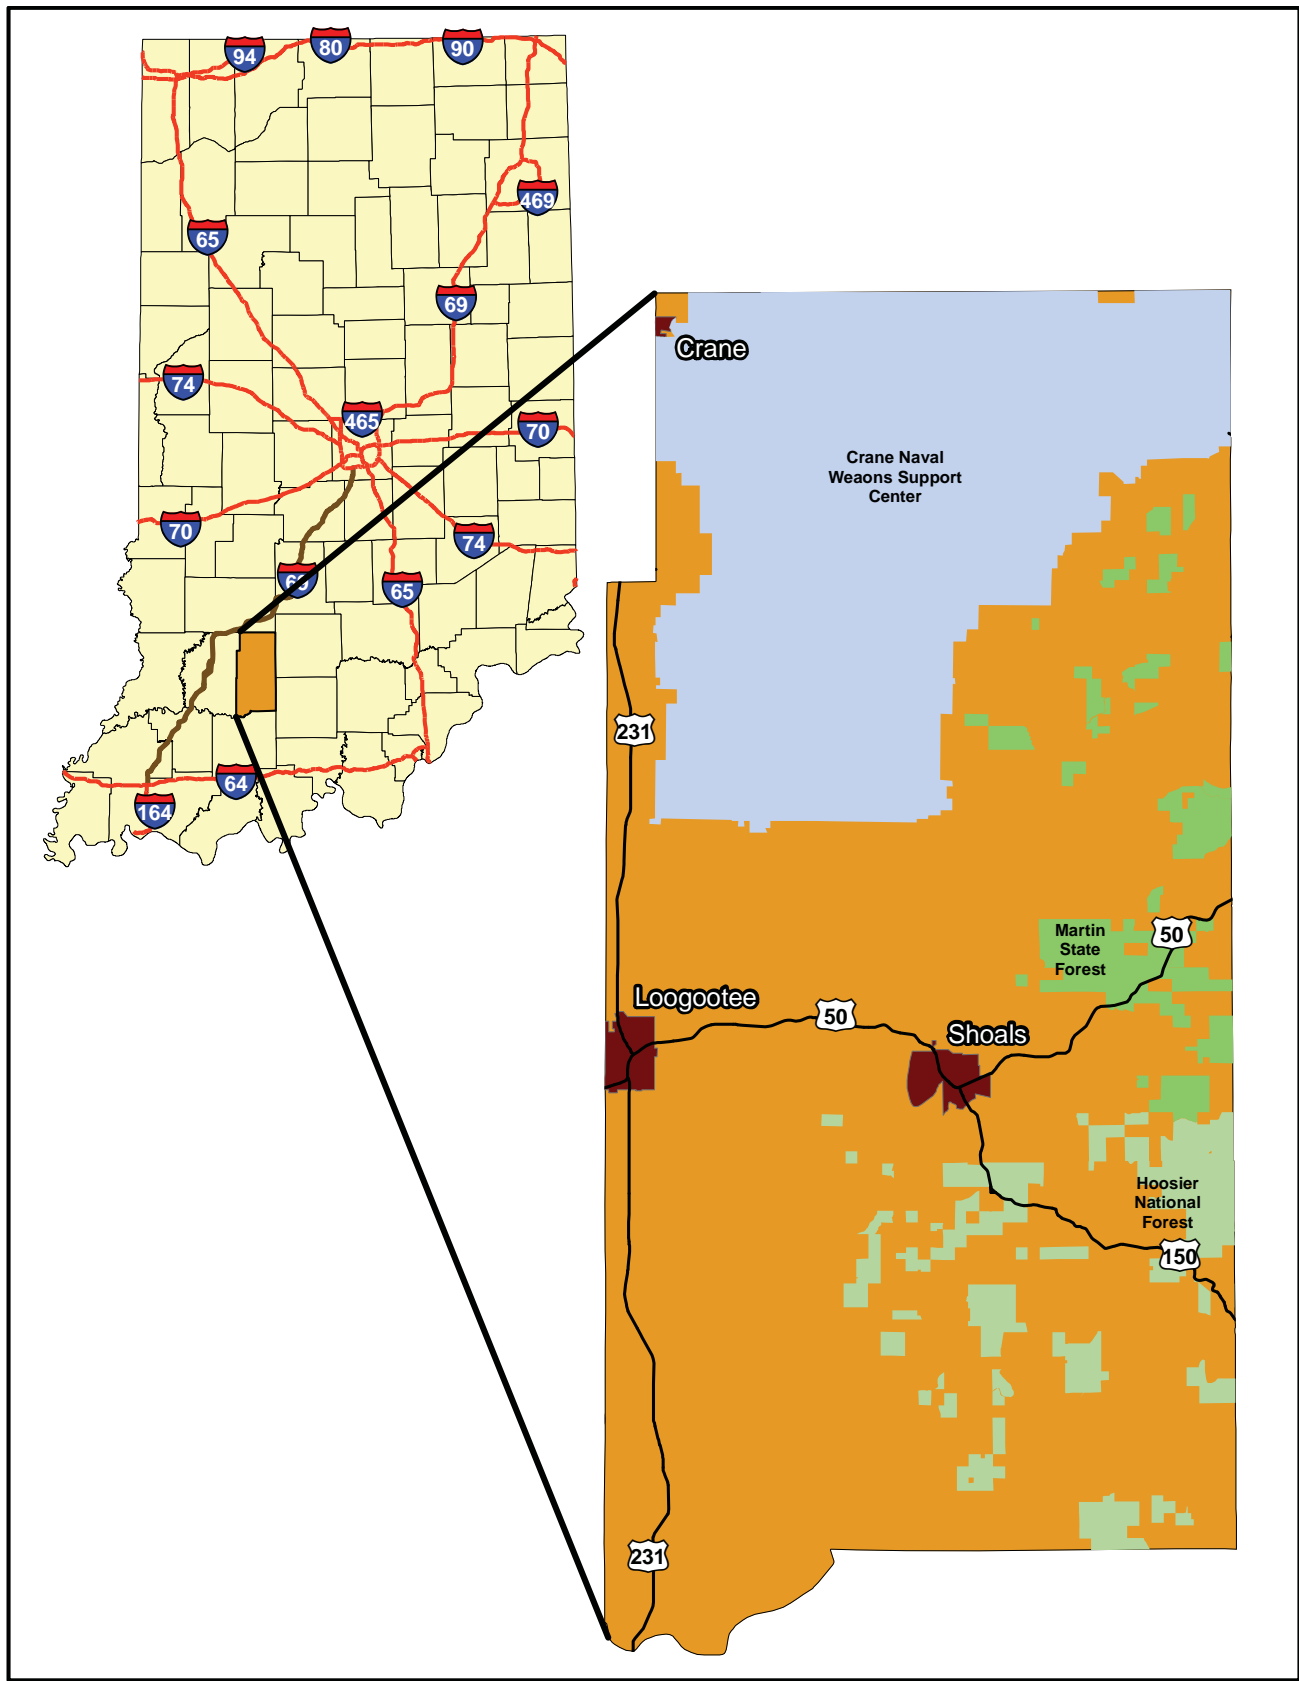 94
80
90
469
65
69
74
465
70
70
74
69
65
64
164
Crane
Crane Naval
Weaons Support
Center
231
Martin
State
Forest
50
Loogootee
50
Shoals
Hoosier
National
Forest
150
231